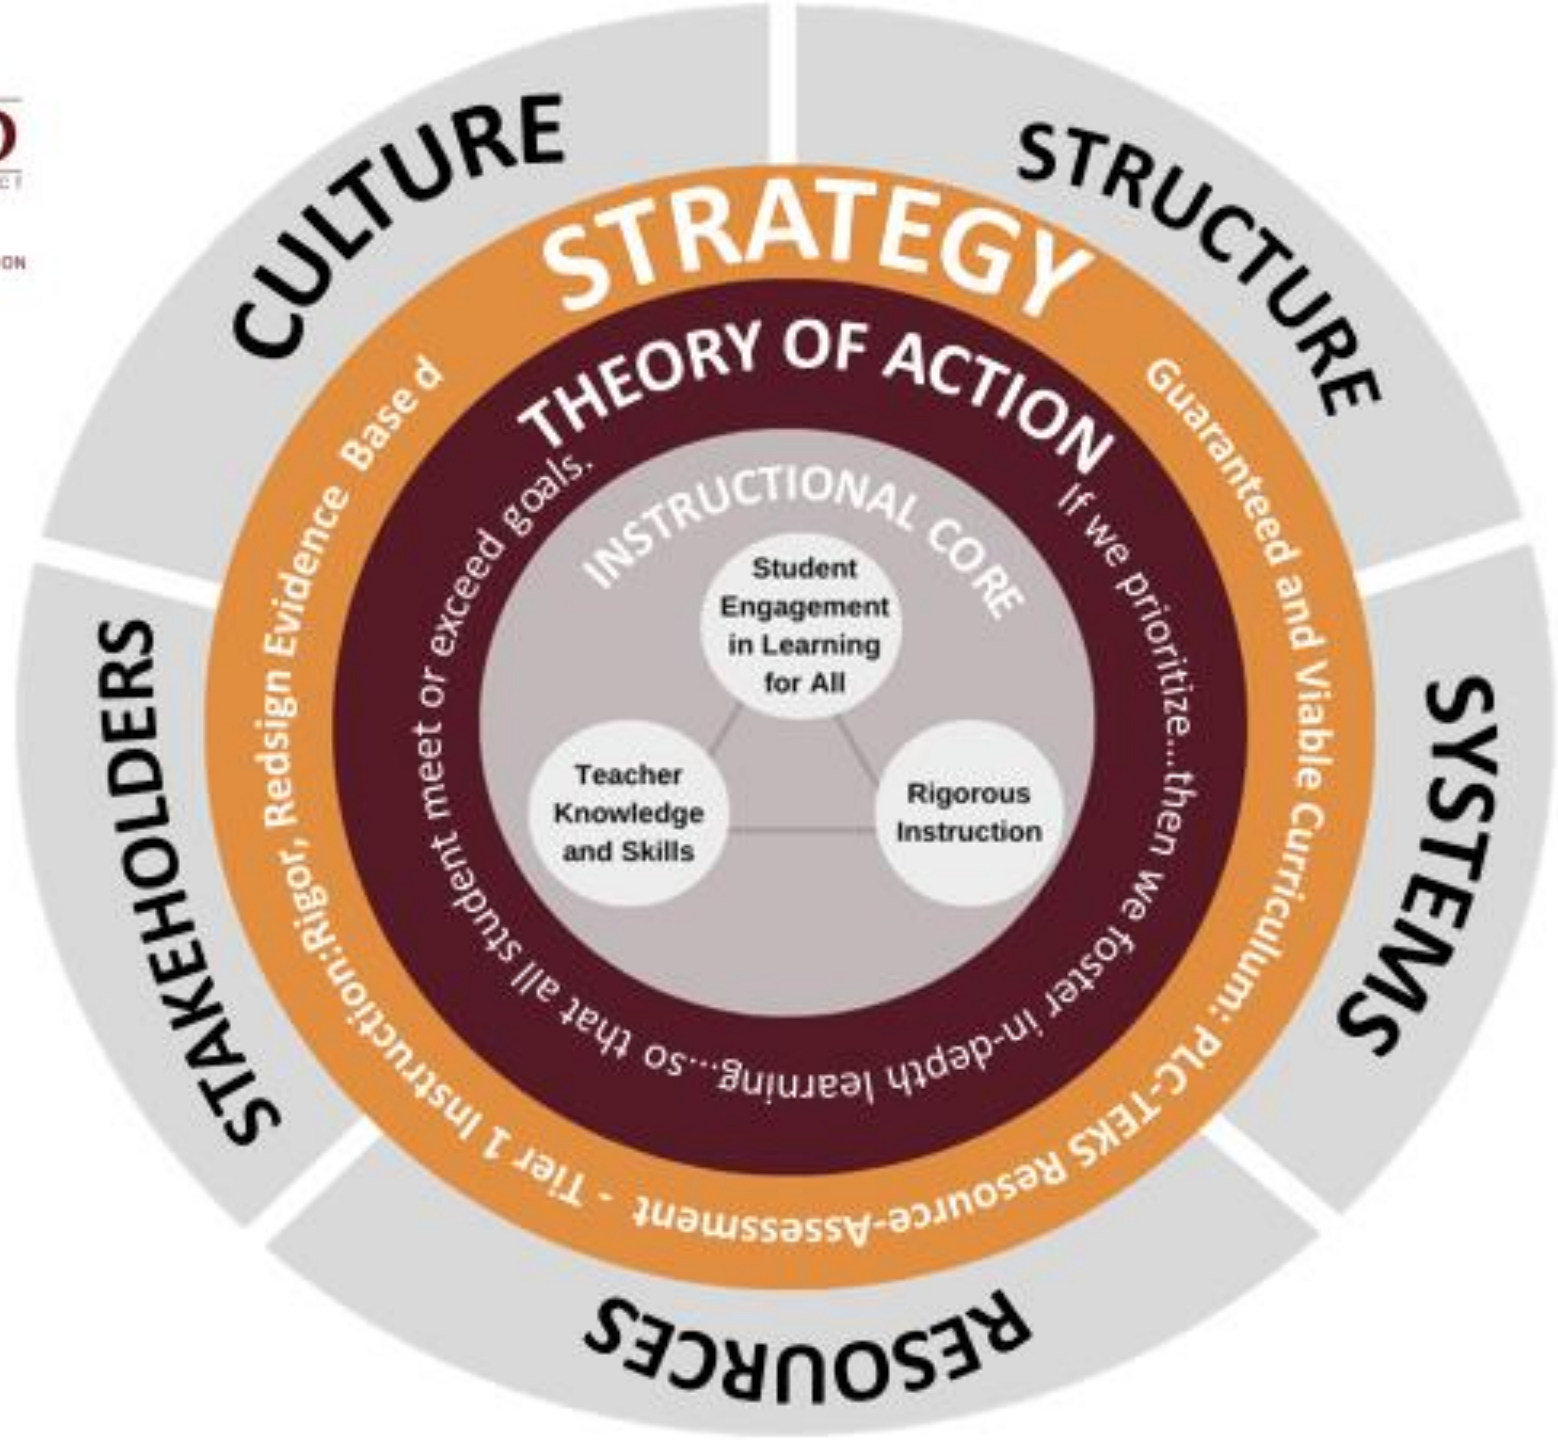 D
CT
ON
CULTURE
STRUCTURE
SYSTEMS
RESOURCES
STAKEHOLDERS
STRATEGY
Guaranteed and Viable Curriculum: PLC-TEKS Resource-Assessment - Tier 1 Instruction:Rigor, Redsign Evidence Base d
THEORY OF ACTION
If we prioritize...then we foster in-depth learning...so that all student meet or exceed goals.
INSTRUCTIONAL CORE
Student
Engagement
in Learning
for All
Teacher
Knowledge
and Skills
Rigorous
Instruction